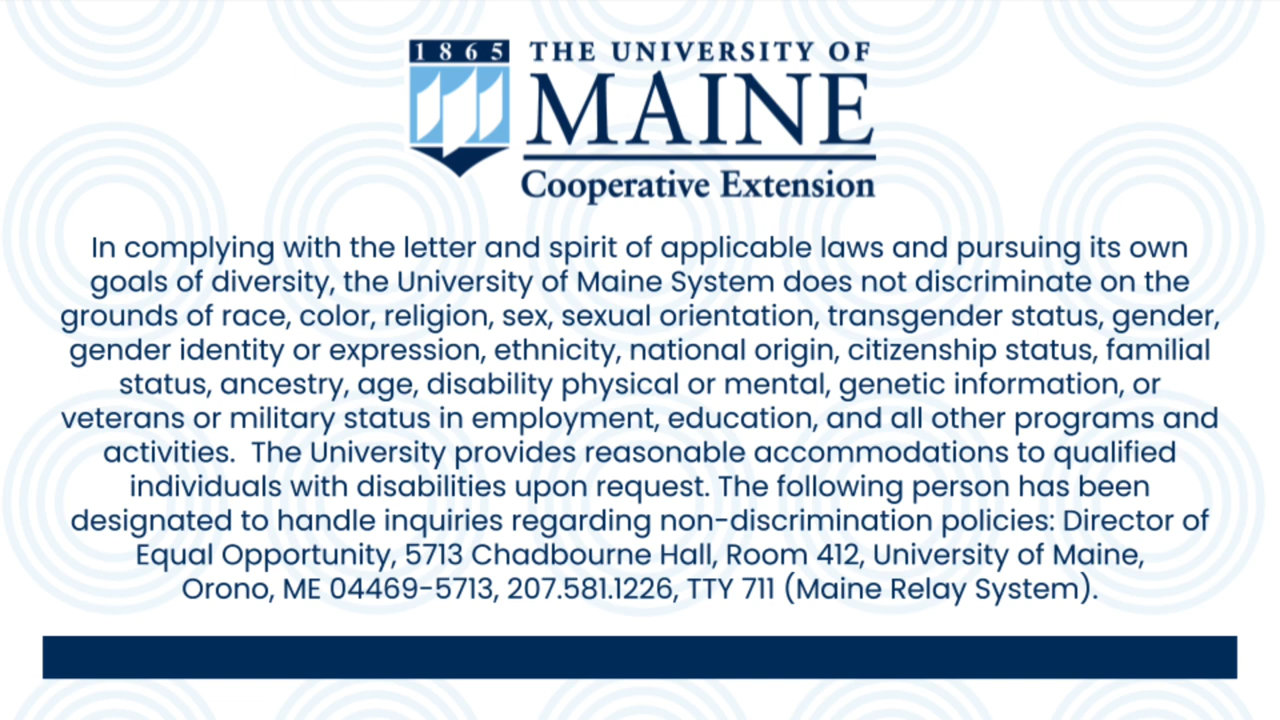 1865
THE UNIVERSITY OF
MAINE
Cooperative Extension
In complying with the letter and spirit of applicable laws and pursuing its own
goals of diversity, the University of Maine System does not discriminate on the
grounds of race, color, religion, sex, sexual orientation, transgender status, gender,
gender identity or expression, ethnicity, national origin, citizenship status, familial
status, ancestry, age, disability physical or mental, genetic information, or
veterans or military status in employment, education, and all other programs and
activities.  The University provides reasonable accommodations to qualified
individuals with disabilities upon request. The following person has been
designated to handle inquiries regarding non-discrimination policies: Director of
Equal Opportunity, 5713 Chadbourne Hall, Room 412, University of Maine,
Orono, ME 04469-5713, 207.581.1226, TTY 711 (Maine Relay System).